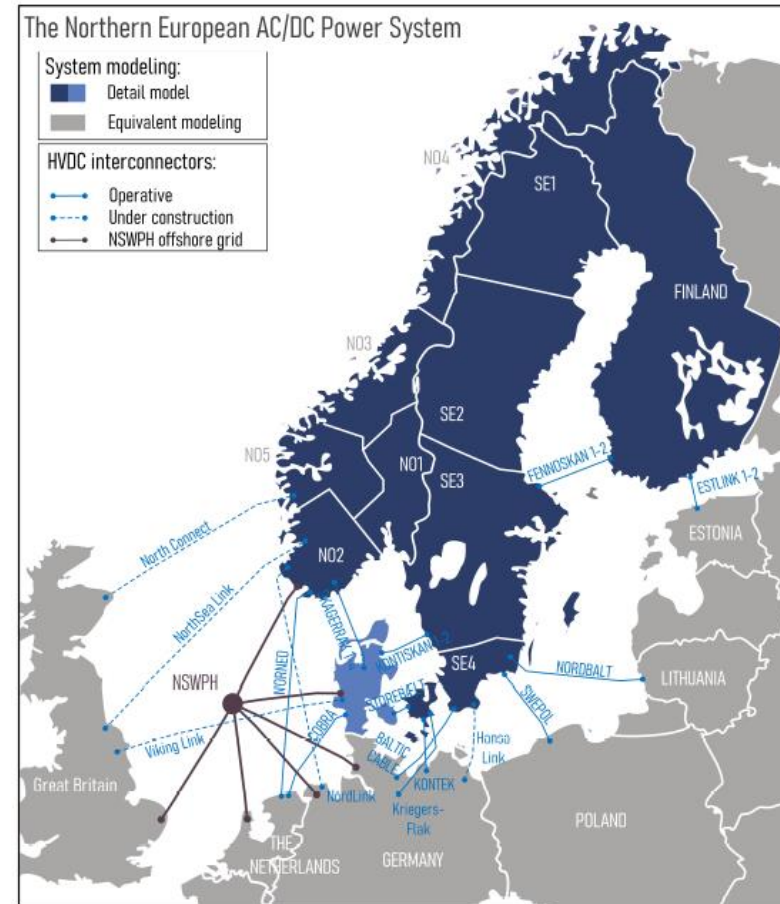 The Northern European AC/DC Power System
System modeling:
Detail model
Equivalent modeling
HVDC interconnectors:
Operative
Under construction
NSWPH offshore grid
NO4
SE1
FINLAND
NO3
SE2
NO5
NO1
SE3
FENNOSKAN 1-2
ESTLINK 1-2
ESTONIA
North Connect
NO2
NorthSea Link
KONTISKAN 1-2
SE4
NORDBALT
LITHUANIA
NSWPH
NORNED
STOREBÆLT
SWEPOL
COBRA
Viking Link
BALTIC
CABLE
Hansa
Link
Great Britain
NordLink
KONTEK
Kriegers-
Flak
POLAND
THE
NETHERLANDS
GERMANY